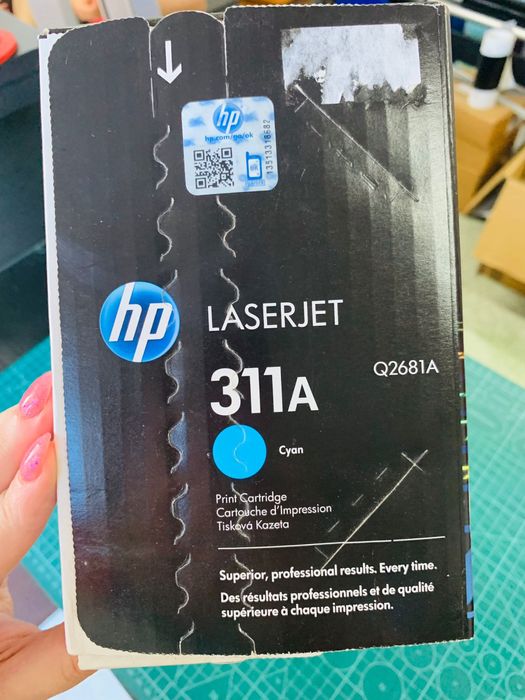 hp
hp.com/go/ok
13513318682
hp
LASERJET
311A
Q2681A
Cyan
Print Cartridge
Cartouche d'Impression
Tisková Kazeta
Superior, professional results. Every time.
Des résultats professionnels et de qualité
supérieure à chaque impression.